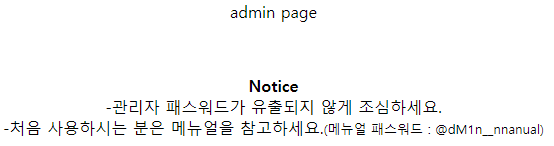 admin page
Notice
-관리자 패스워드가 유출되지 않게 조심하세요.
-처음 사용하시는 분은 메뉴얼을 참고하세요.(메뉴얼 패스워드 : @dM1n__nnanual)